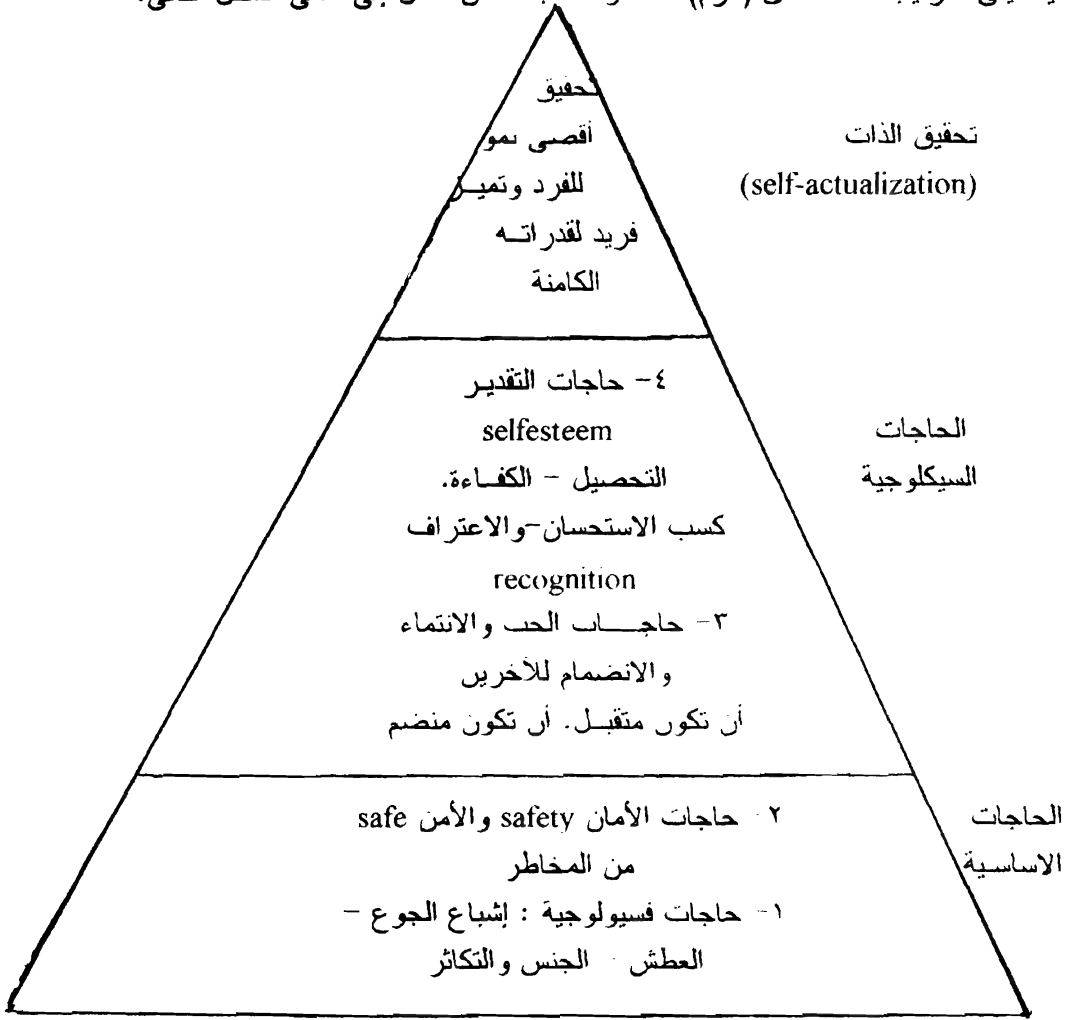 تحقيق
أقصى نمو
للفرد وتميز
فريد لقدراته
الكامنة
تحقيق الذات
(self-actualization)
٤- حاجات التقدير
selfesteem
التحصيل – الكفاءة.
كسب الاستحسان-والاعتراف
recognition
٣- حاجات الحب والانتماء
والانضمام للأخرين
أن تكون متقبل. أن تكون منضم
الحاجات
السيكلوجية
٢- حاجات الأمان safety والأمن safe
من المخاطر
١- حاجات فسيولوجية : إشباع الجوع –
العطش – الجنس والتكاثر
الحاجات
الاساسية